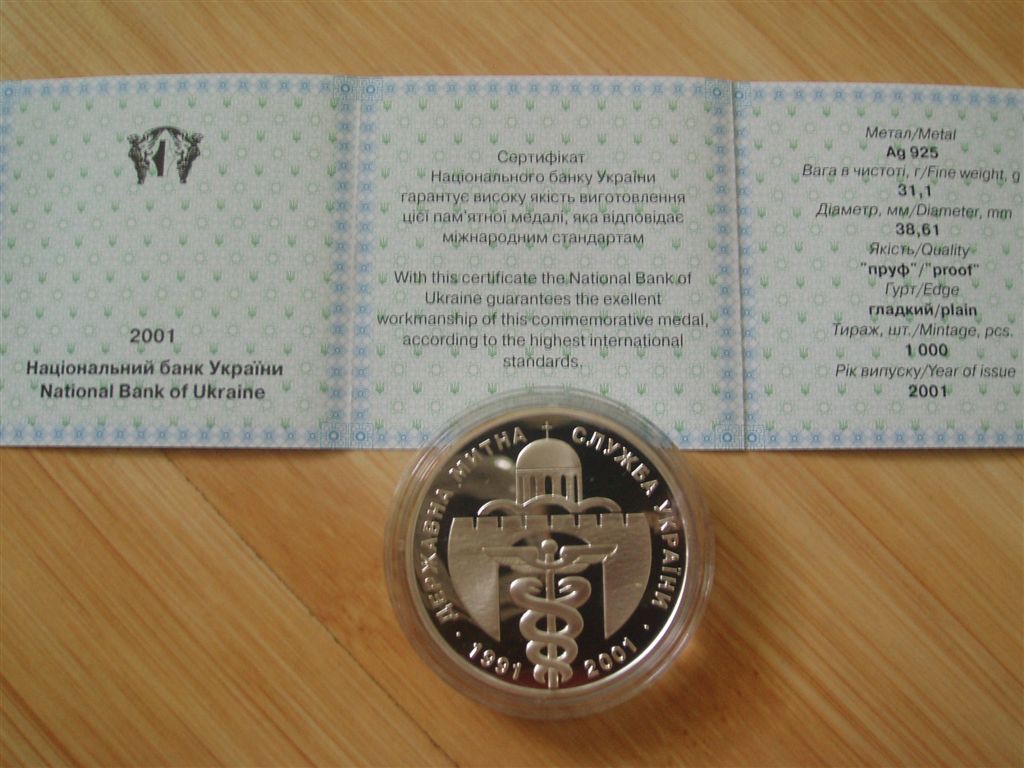 2001
Національний банк України
National Bank of Ukraine
Сертифікат
Національного банку України
гарантує високу якість виготовлення
цієї пам'ятної медалі, яка відповідає
міжнародним стандартам
With this certificate the National Bank of
Ukraine guarantees the exellent
workmanship of this commemorative medal,
according to the highest international
standards.
Метал/Metal
Ag 925
Вага в чистоті, г/Fine weight, g
31,1
Діаметр, мм/Diameter, mm
38,61
Якість/Quality
"пруф"/"proof"
Гурт/Edge
гладкий/plain
Тираж, шт./Mintage, pcs.
1 000
Рік випуску/Year of issue
2001
ДЕРЖАВНА МИТНА СЛУЖБА УКРАЇНИ
· 1991 2001 ·